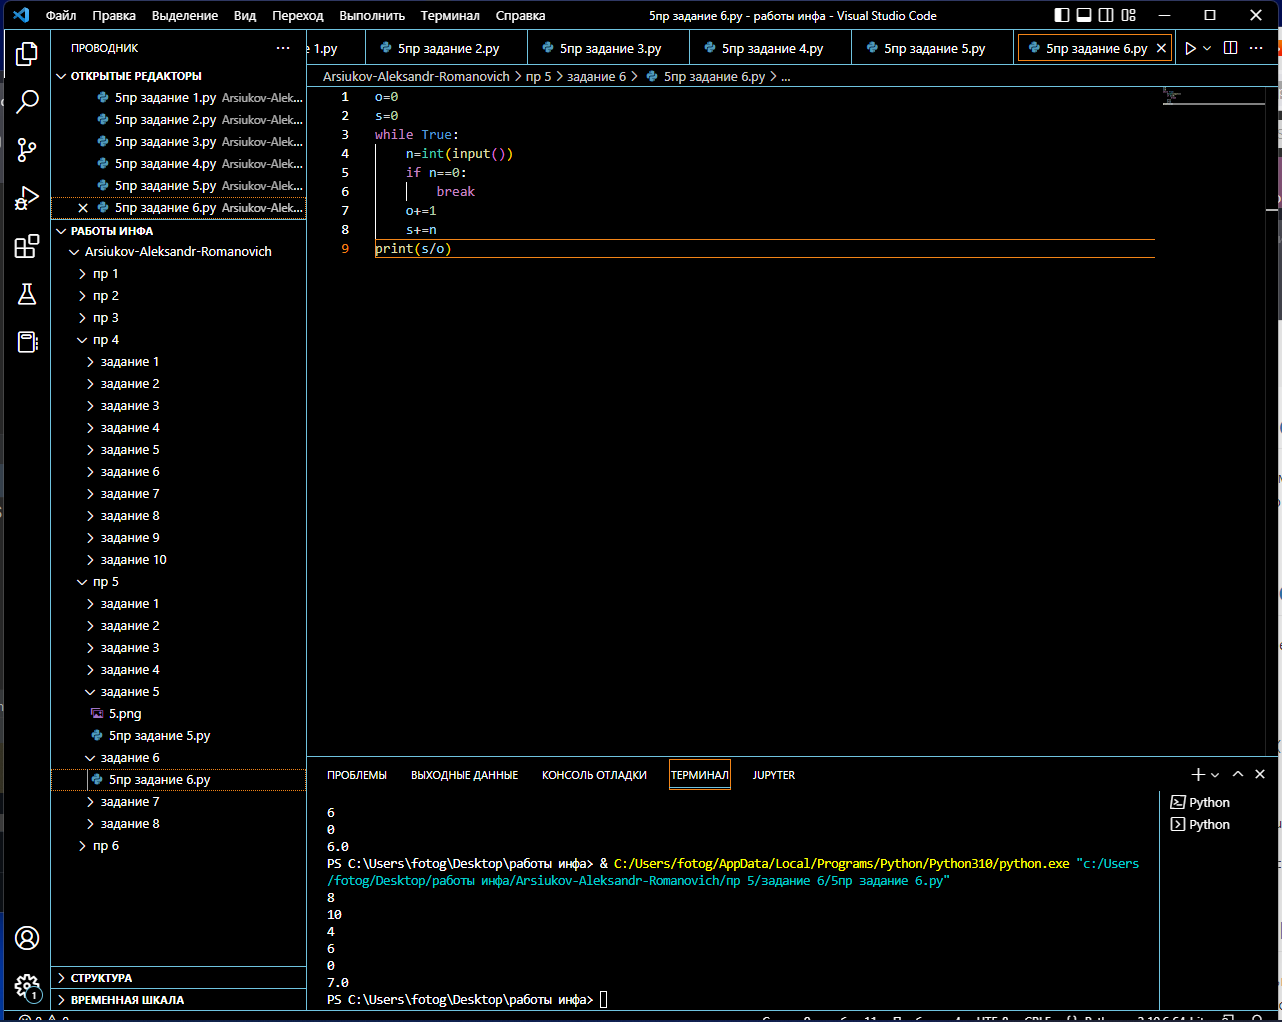 Файл Правка Выделение Вид Переход Выполнить Терминал Справка
5пр задание 6.py - работы инфа - Visual Studio Code
ПРОВОДНИК
е 1.py 5пр задание 2.py 5пр задание 3.py 5пр задание 4.py 5пр задание 5.py 5пр задание 6.py
ОТКРЫТЫЕ РЕДАКТОРЫ
5пр задание 1.py Arsiukov-Alek...
5пр задание 2.py Arsiukov-Alek...
5пр задание 3.py Arsiukov-Alek...
5пр задание 4.py Arsiukov-Alek...
5пр задание 5.py Arsiukov-Alek...
5пр задание 6.py Arsiukov-Alek...
РАБОТЫ ИНФА
Arsiukov-Aleksandr-Romanovich
пр 1
пр 2
пр 3
пр 4
задание 1
задание 2
задание 3
задание 4
задание 5
задание 6
задание 7
задание 8
задание 9
задание 10
пр 5
задание 1
задание 2
задание 3
задание 4
задание 5
5.png
5пр задание 5.py
задание 6
5пр задание 6.py
задание 7
задание 8
пр 6
СТРУКТУРА
ВРЕМЕННАЯ ШКАЛА
1
Arsiukov-Aleksandr-Romanovich > пр 5 > задание 6 > 5пр задание 6.py > ...
1 o=0
2 s=0
3 while True:
4 n=int(input())
5 if n==0:
6 break
7 o+=1
8 s+=n
9 print(s/o)
ПРОБЛЕМЫ ВЫХОДНЫЕ ДАННЫЕ КОНСОЛЬ ОТЛАДКИ ТЕРМИНАЛ JUPYTER
6
0
6.0
PS C:\Users\fotog\Desktop\работы инфа> & C:/Users/fotog/AppData/Local/Programs/Python/Python310/python.exe "c:/Users
/fotog/Desktop/работы инфа/Arsiukov-Aleksandr-Romanovich/пр 5/задание 6/5пр задание 6.py"
8
10
4
6
0
7.0
PS C:\Users\fotog\Desktop\работы инфа>
Python
Python